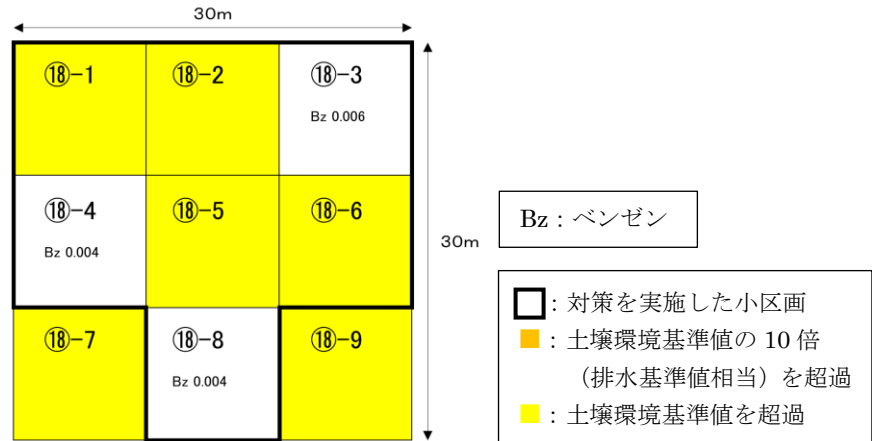 30m
⑱-1
⑱-2
⑱-3
Bz 0.006
⑱-4
Bz 0.004
⑱-5
⑱-6
30m
⑱-7
⑱-8
Bz 0.004
⑱-9
Bz：ベンゼン
：対策を実施した小区画
：土壌環境基準値の 10 倍
（排水基準値相当）を超過
：土壌環境基準値を超過